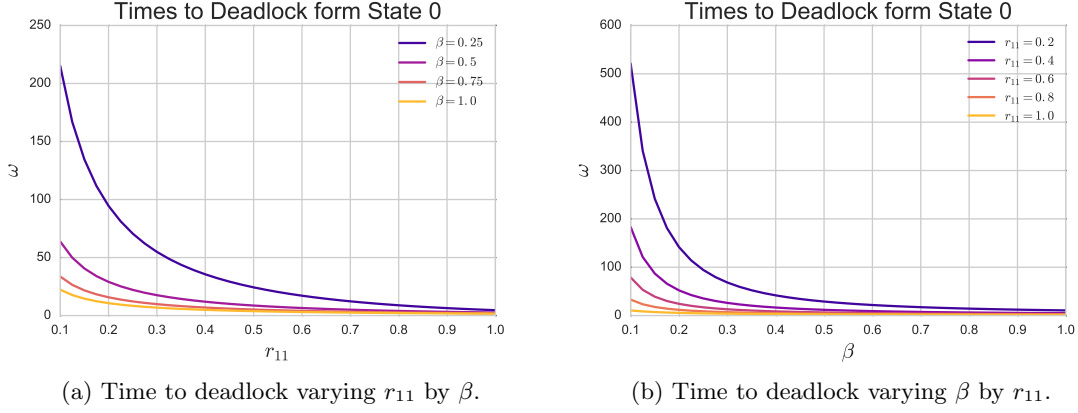 Times to Deadlock form State 0
250
200
150
100
50
0
ω
β = 0.25
β = 0.5
β = 0.75
β = 1.0
0.1 0.2 0.3 0.4 0.5 0.6 0.7 0.8 0.9 1.0
r₁₁
(a) Time to deadlock varying r₁₁ by β.
Times to Deadlock form State 0
600
500
400
300
200
100
0
ω
r₁₁ = 0.2
r₁₁ = 0.4
r₁₁ = 0.6
r₁₁ = 0.8
r₁₁ = 1.0
0.1 0.2 0.3 0.4 0.5 0.6 0.7 0.8 0.9 1.0
β
(b) Time to deadlock varying β by r₁₁.